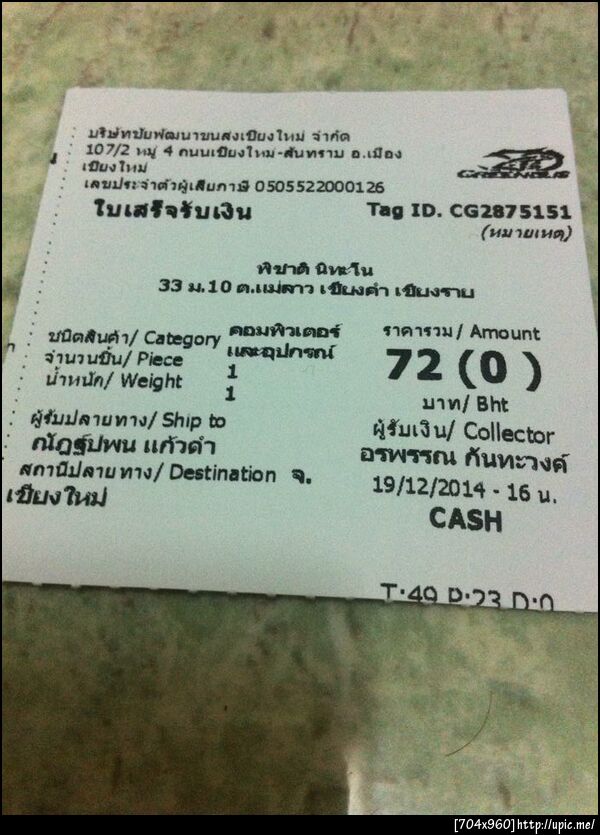 บริษัทชัยพัฒนาขนส่งเชียงใหม่ จำกัด
107/2 หมู่ 4 ถนนเชียงใหม่-สันทราย อ.เมือง
เชียงใหม่
เลขประจำตัวผู้เสียภาษี 0505522000126
GREENBUS
ใบเสร็จรับเงิน
Tag ID. CG2875151
(หมายเหตุ)
พิชาติ นิทะโน
33 ม.10 ต.แม่ลาว เชียงคำ เชียงราย
ชนิดสินค้า/ Category คอมพิวเตอร์
และอุปกรณ์
จำนวนชิ้น/ Piece 1
น้ำหนัก/ Weight 1
ราคารวม/ Amount
72 (0 )
บาท/ Bht
ผู้รับปลายทาง/ Ship to
ณัฏฐปพน แก้วดำ
สถานีปลายทาง/ Destination จ.
เชียงใหม่
ผู้รับเงิน/ Collector
อรพรรณ กันทะวงค์
19/12/2014 - 16 น.
CASH
T:49 P:23 D:0
[704x960]http://upic.me/